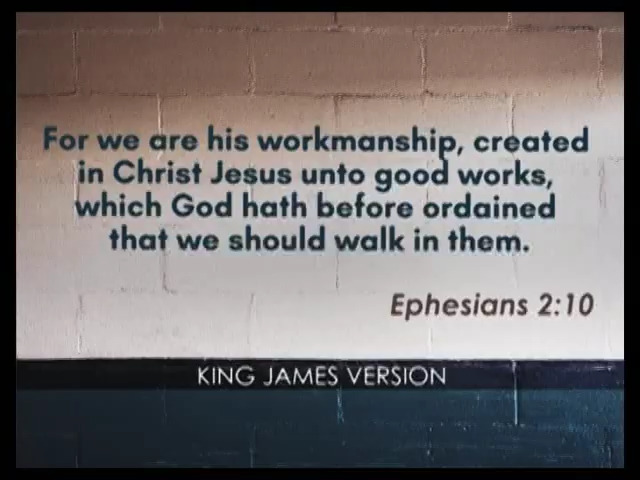 For we are his workmanship, created
in Christ Jesus unto good works,
which God hath before ordained
that we should walk in them.
Ephesians 2:10
KING JAMES VERSION